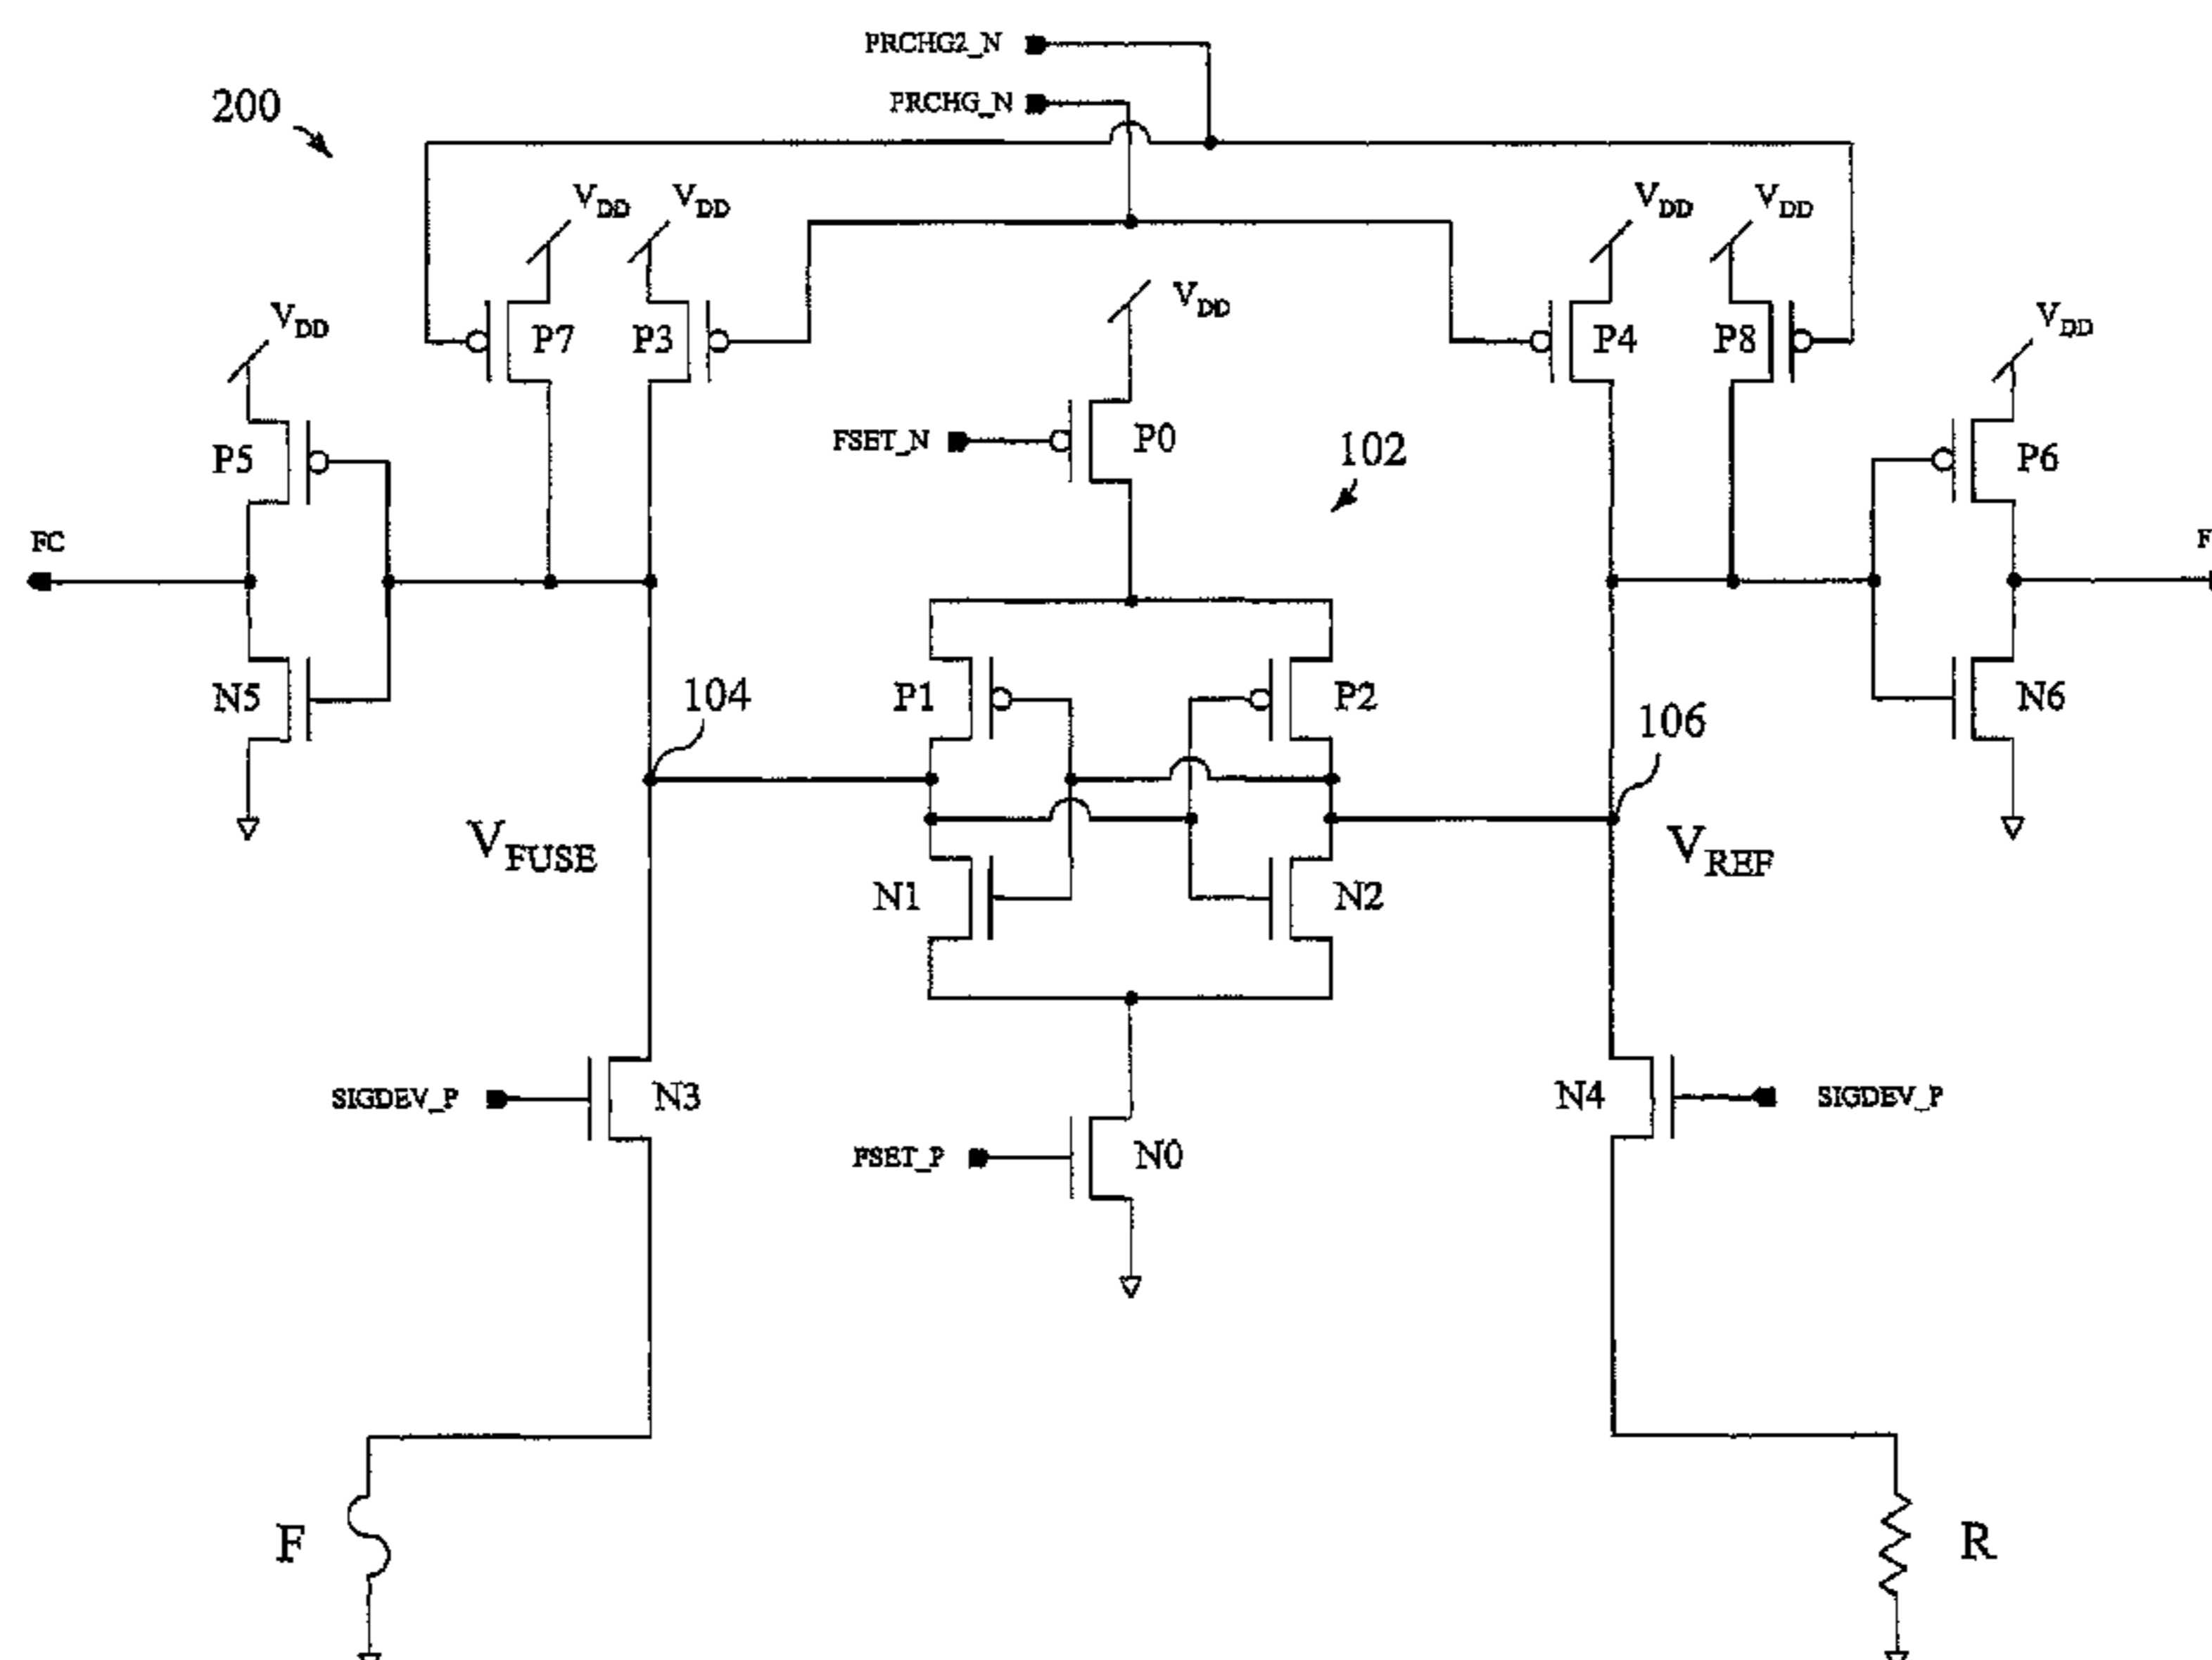 PRCHG2_N
200
PRCHG_N
VDD
VDD
VDD
VDD
VDD
VDD
VDD
P7
P3
P4
P8
FSET_N
P0
102
P5
P6
FC
F
104
P1
P2
106
N5
N6
VFUSE
VREF
N1
N2
SIGDEV_P
N3
N4
SIGDEV_P
FSET_P
N0
F
R